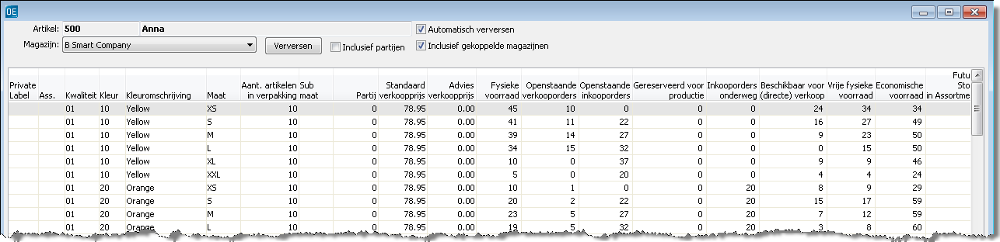 OE
Artikel: 500 Anna
Automatisch verversen
Magazijn: B Smart Company Verversen Inclusief partijen Inclusief gekoppelde magazijnen
Futu
Private Aant. artikelen Sub Standaard Advies Fysieke Openstaande Openstaande Gereserveerd voor Inkooporders Beschikbaar voor Vrije fysieke Economische Sto
Label Ass. Kwaliteit Kleur Kleuromschrijving Maat in verpakking maat Partij verkoopprijs verkoopprijs voorraad verkooporders inkooporders productie onderweg (directe) verkoop voorraad voorraad in Assortme
01 10 Yellow XS 10 0 78.95 0.00 45 10 0 0 0 24 34 34
01 10 Yellow S 10 0 78.95 0.00 41 11 22 0 0 16 27 49
01 10 Yellow M 10 0 78.95 0.00 39 14 27 0 0 9 23 50
01 10 Yellow L 10 0 78.95 0.00 34 15 32 0 0 0 15 50
01 10 Yellow XL 10 0 78.95 0.00 10 0 37 0 0 9 9 46
01 10 Yellow XXL 10 0 78.95 0.00 5 0 20 0 0 4 4 24
01 20 Orange XS 10 0 78.95 0.00 10 1 0 0 20 8 9 29
01 20 Orange S 10 0 78.95 0.00 20 2 22 0 20 15 17 59
01 20 Orange M 10 0 78.95 0.00 23 5 27 0 20 7 12 59
01 20 Orange L 10 0 78.95 0.00 19 5 32 0 20 3 8 60